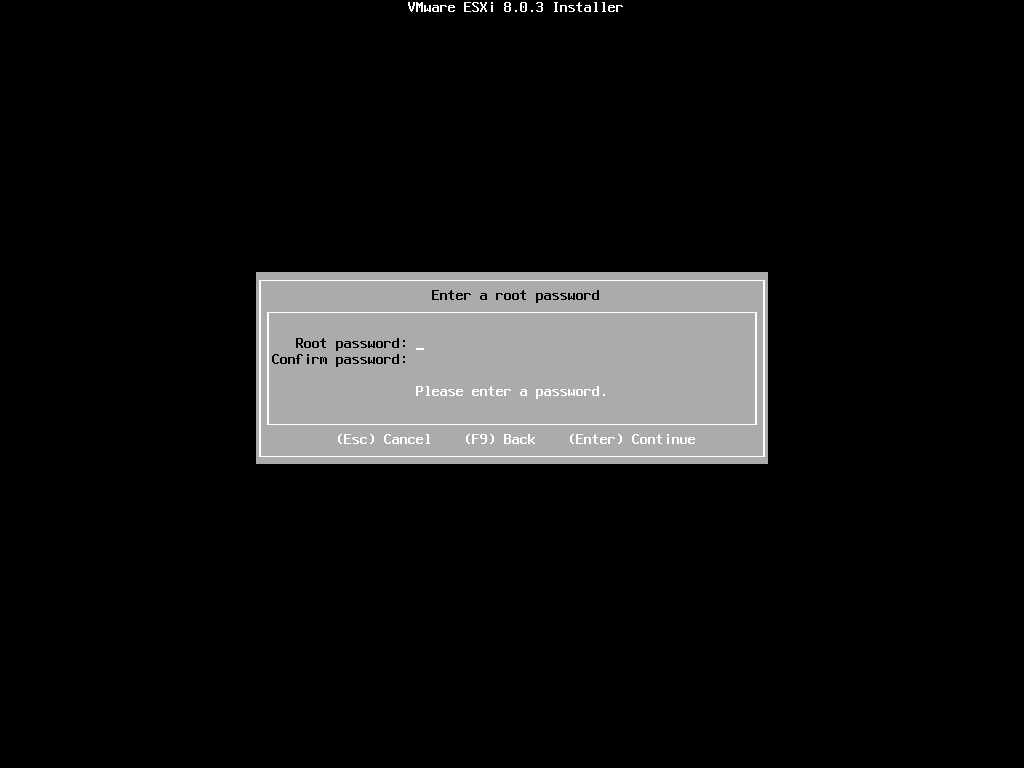 VMware ESXi 8.0.3 Installer
Enter a root password
Root password: _
Confirm password:
Please enter a password.
(Esc) Cancel    (F9) Back    (Enter) Continue